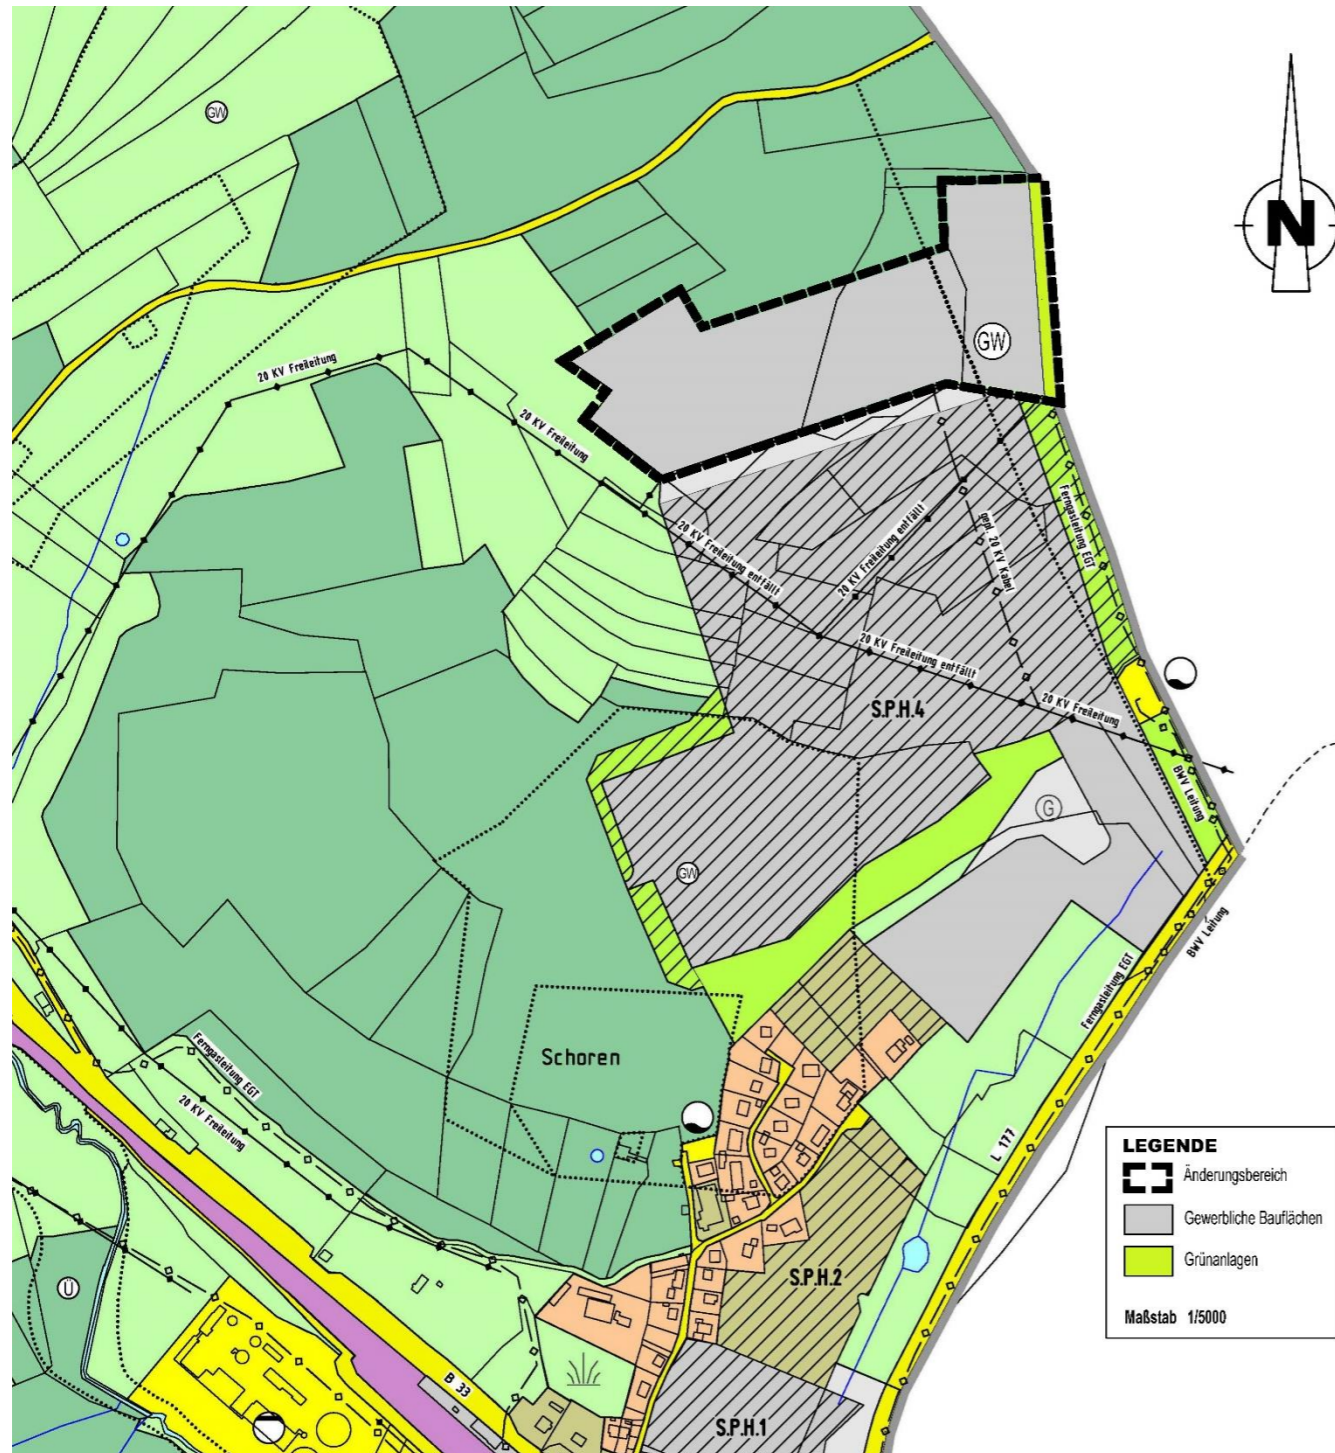 GW
N
20 KV Freileitung
GW
20 KV Freileitung
20 KV Freileitung entfällt
20 KV Freileitung entfällt
gepl. 20 KV Kabel
Ferngasleitung EGT
20 KV Freileitung entfällt
20 KV Freileitung
S.P.H.4
BWV Leitung
G
GW
BWV Leitung
Ferngasleitung EGT
Schoren
Ferngasleitung EGT
20 KV Freileitung
L 177
LEGENDE
Änderungsbereich
Gewerbliche Bauflächen
Grünanlagen
Maßstab 1/5000
S.P.H.2
Ü
B 33
S.P.H.1